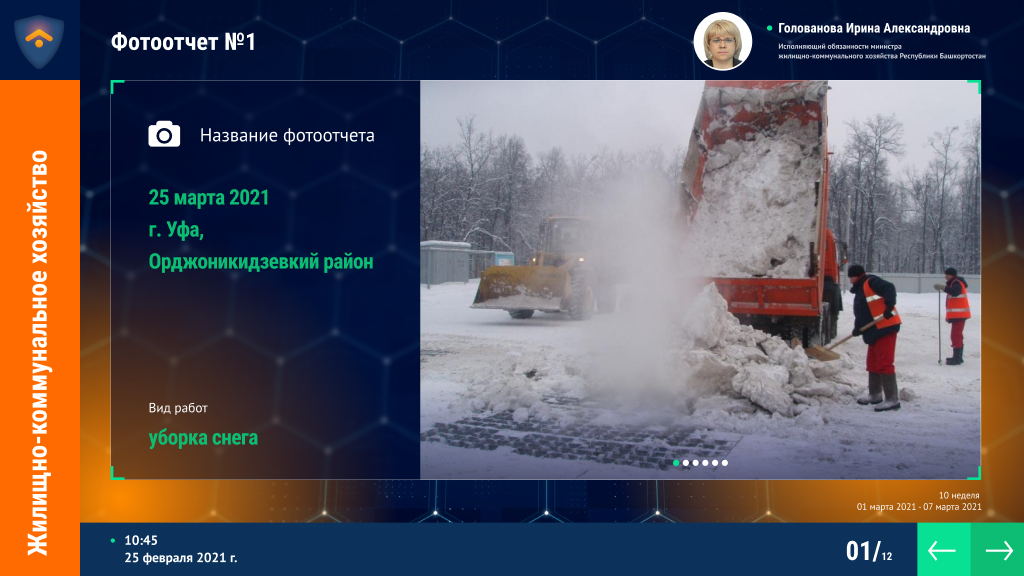 Фотоотчет №1
Голованова Ирина Александровна
Исполняющий обязанности министра
жилищно-коммунального хозяйства Республики Башкортостан
Жилищно-коммунальное хозяйство
Название фотоотчета
25 марта 2021
г. Уфа,
Орджоникидзевкий район
Вид работ
уборка снега
10 неделя
01 марта 2021 - 07 марта 2021
10:45
25 февраля 2021 г.
01/12